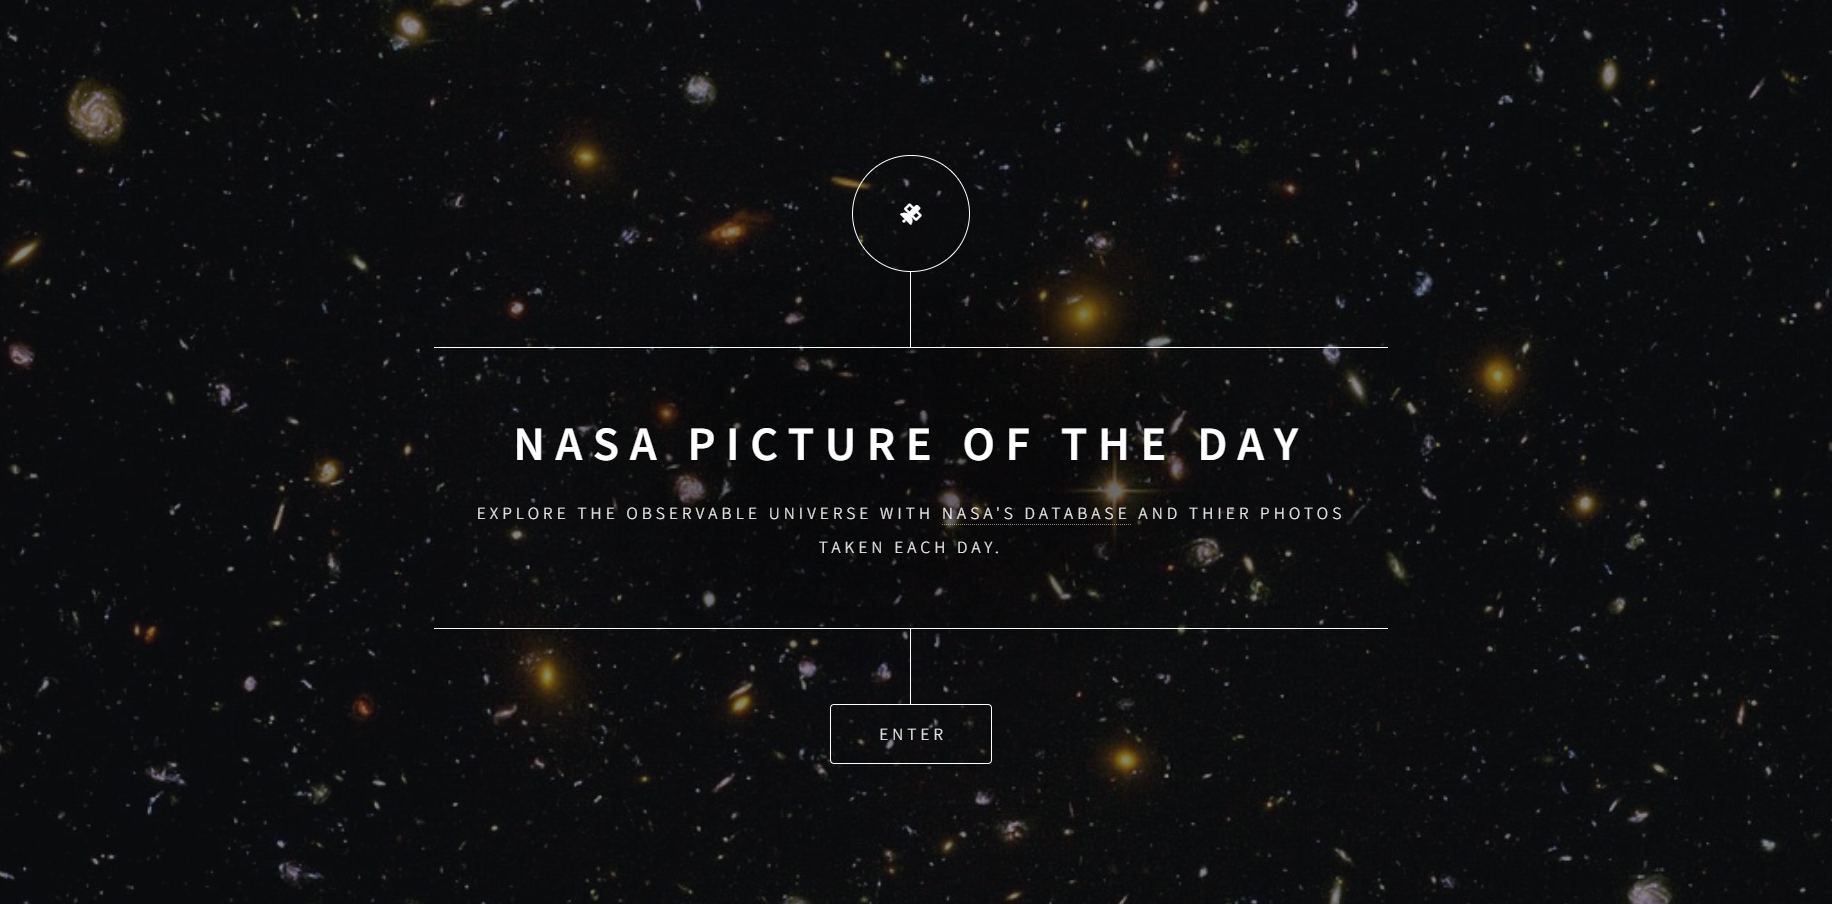 NASA PICTURE OF THE DAY
EXPLORE THE OBSERVABLE UNIVERSE WITH NASA'S DATABASE AND THIER PHOTOS
TAKEN EACH DAY.
ENTER